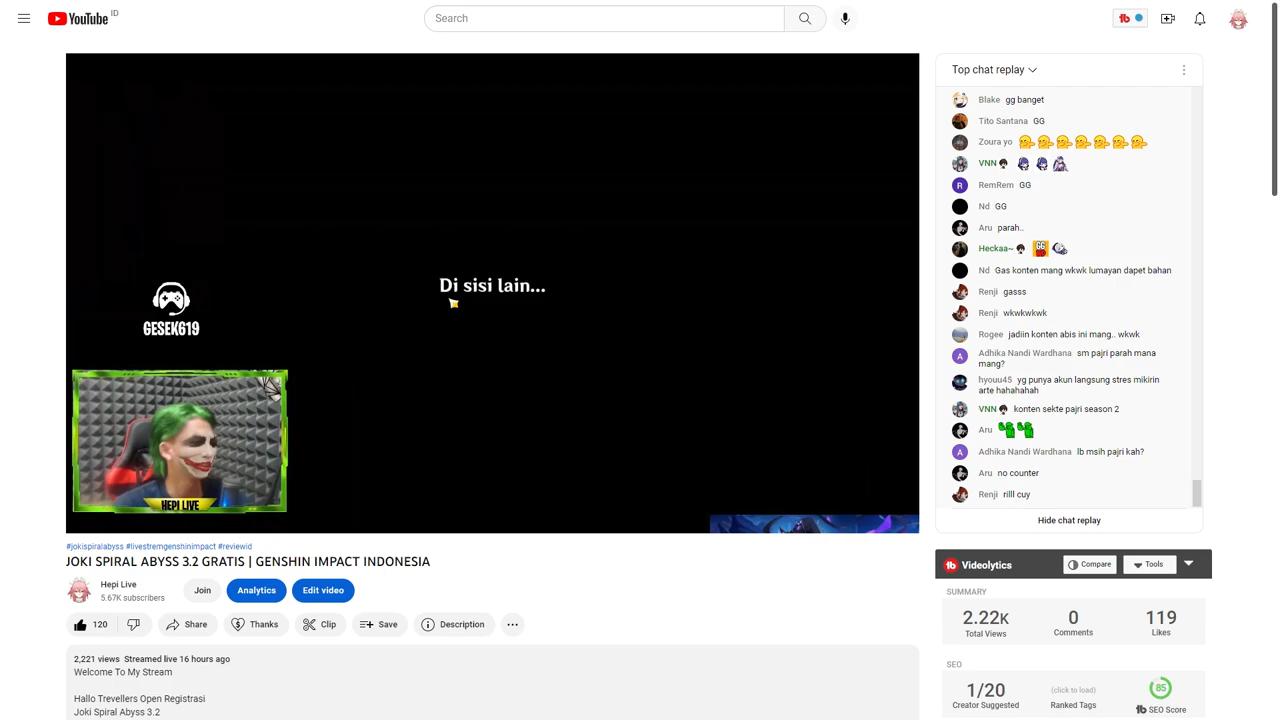 YouTube ID
Search
Di sisi lain...
GESEK619
HEPI LIVE
#jokispiralabyss #livestremgenshinimpact #reviewid
JOKI SPIRAL ABYSS 3.2 GRATIS | GENSHIN IMPACT INDONESIA
Hepi Live
5.67K subscribers
Join
Analytics
Edit video
120
Share
Thanks
Clip
Save
Description
2,221 views Streamed live 16 hours ago
Welcome To My Stream
Hallo Trevellers Open Registrasi
Joki Spiral Abyss 3.2
Top chat replay
Blake gg banget
Tito Santana GG
Zoura yo
VNN
R RemRem GG
Nd GG
Aru parah..
Heckaa~ GG
Nd Gas konten mang wkwk lumayan dapet bahan
Renji gasss
Renji wkwkwkwk
Rogee jadiin konten abis ini mang.. wkwk
A Adhika Nandi Wardhana sm pajri parah mana
mang?
hyouu45 yg punya akun langsung stres mikirin
arte hahahahah
VNN konten sekte pajri season 2
Aru
A Adhika Nandi Wardhana lb msih pajri kah?
Aru no counter
Renji rilll cuy
Hide chat replay
tb Videolytics
Compare
Tools
SUMMARY
2.22K
Total Views
0
Comments
119
Likes
SEO
1/20
Creator Suggested
(click to load)
Ranked Tags
85
tb SEO Score